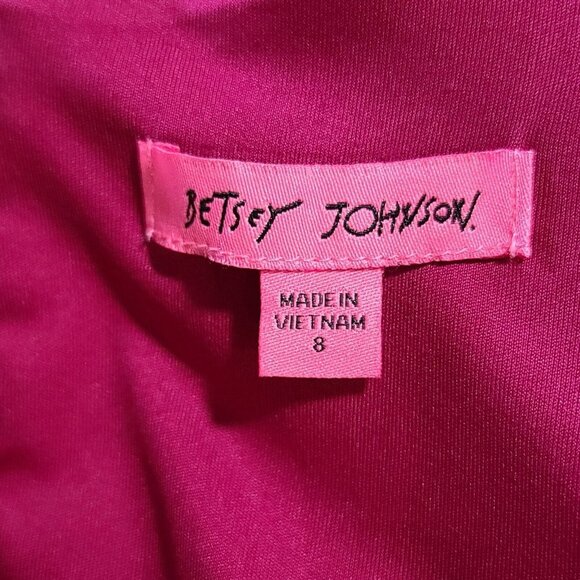 BETSEY JOHNSON.
MADE IN
VIETNAM
8